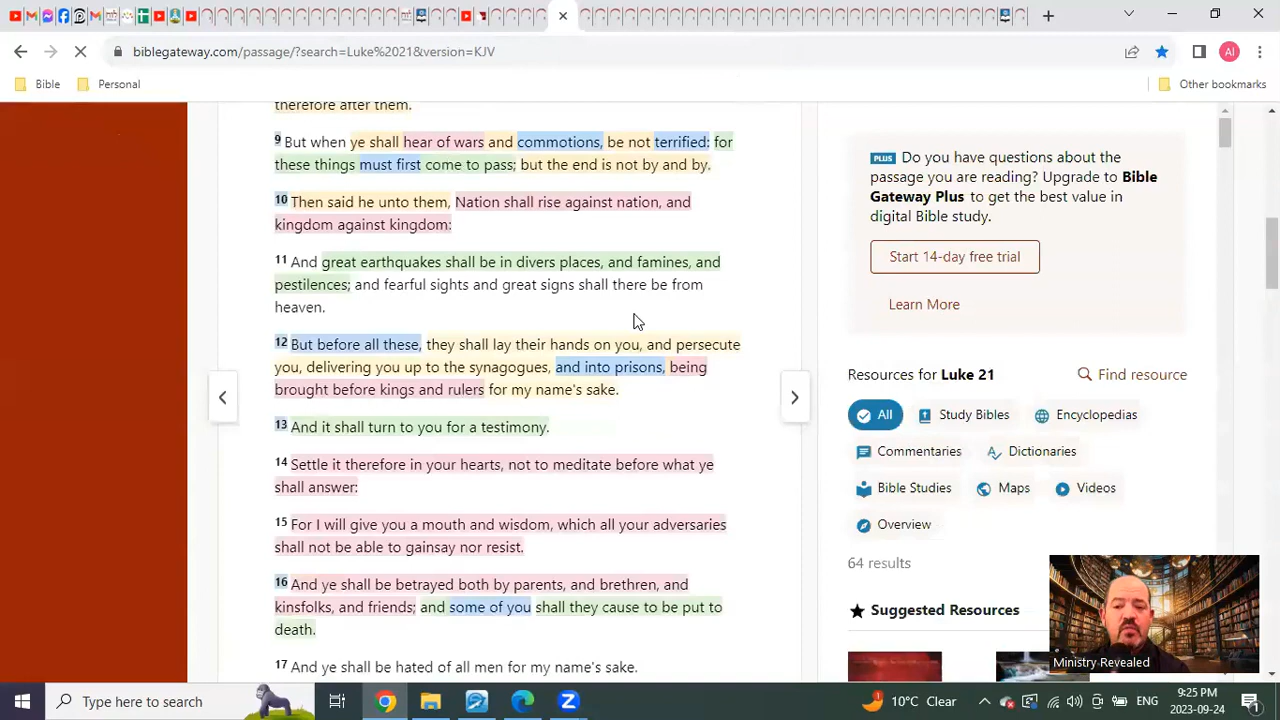 biblegateway.com/passage/?search=Luke%2021&version=KJV
AI
Bible
Personal
Other bookmarks
therefore after them.
9 But when ye shall hear of wars and commotions, be not terrified: for
these things must first come to pass; but the end is not by and by.
10 Then said he unto them, Nation shall rise against nation, and
kingdom against kingdom:
11 And great earthquakes shall be in divers places, and famines, and
pestilences; and fearful sights and great signs shall there be from
heaven.
12 But before all these, they shall lay their hands on you, and persecute
you, delivering you up to the synagogues, and into prisons, being
brought before kings and rulers for my name's sake.
13 And it shall turn to you for a testimony.
14 Settle it therefore in your hearts, not to meditate before what ye
shall answer:
15 For I will give you a mouth and wisdom, which all your adversaries
shall not be able to gainsay nor resist.
16 And ye shall be betrayed both by parents, and brethren, and
kinsfolks, and friends; and some of you shall they cause to be put to
death.
17 And ye shall be hated of all men for my name's sake.
PLUS Do you have questions about the
passage you are reading? Upgrade to Bible
Gateway Plus to get the best value in
digital Bible study.
Start 14-day free trial
Learn More
Resources for Luke 21
Find resource
All
Study Bibles
Encyclopedias
Commentaries
Dictionaries
Bible Studies
Maps
Videos
Overview
64 results
Suggested Resources
Ministry Revealed
Type here to search
10°C Clear
ENG
9:25 PM
2023-09-24
1